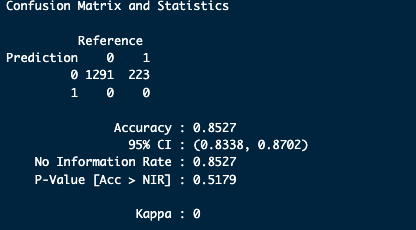 Confusion Matrix and Statistics
Reference
Prediction 0 1
0 1291 223
1 0 0
Accuracy : 0.8527
95% CI : (0.8338, 0.8702)
No Information Rate : 0.8527
P-Value [Acc > NIR] : 0.5179
Kappa : 0